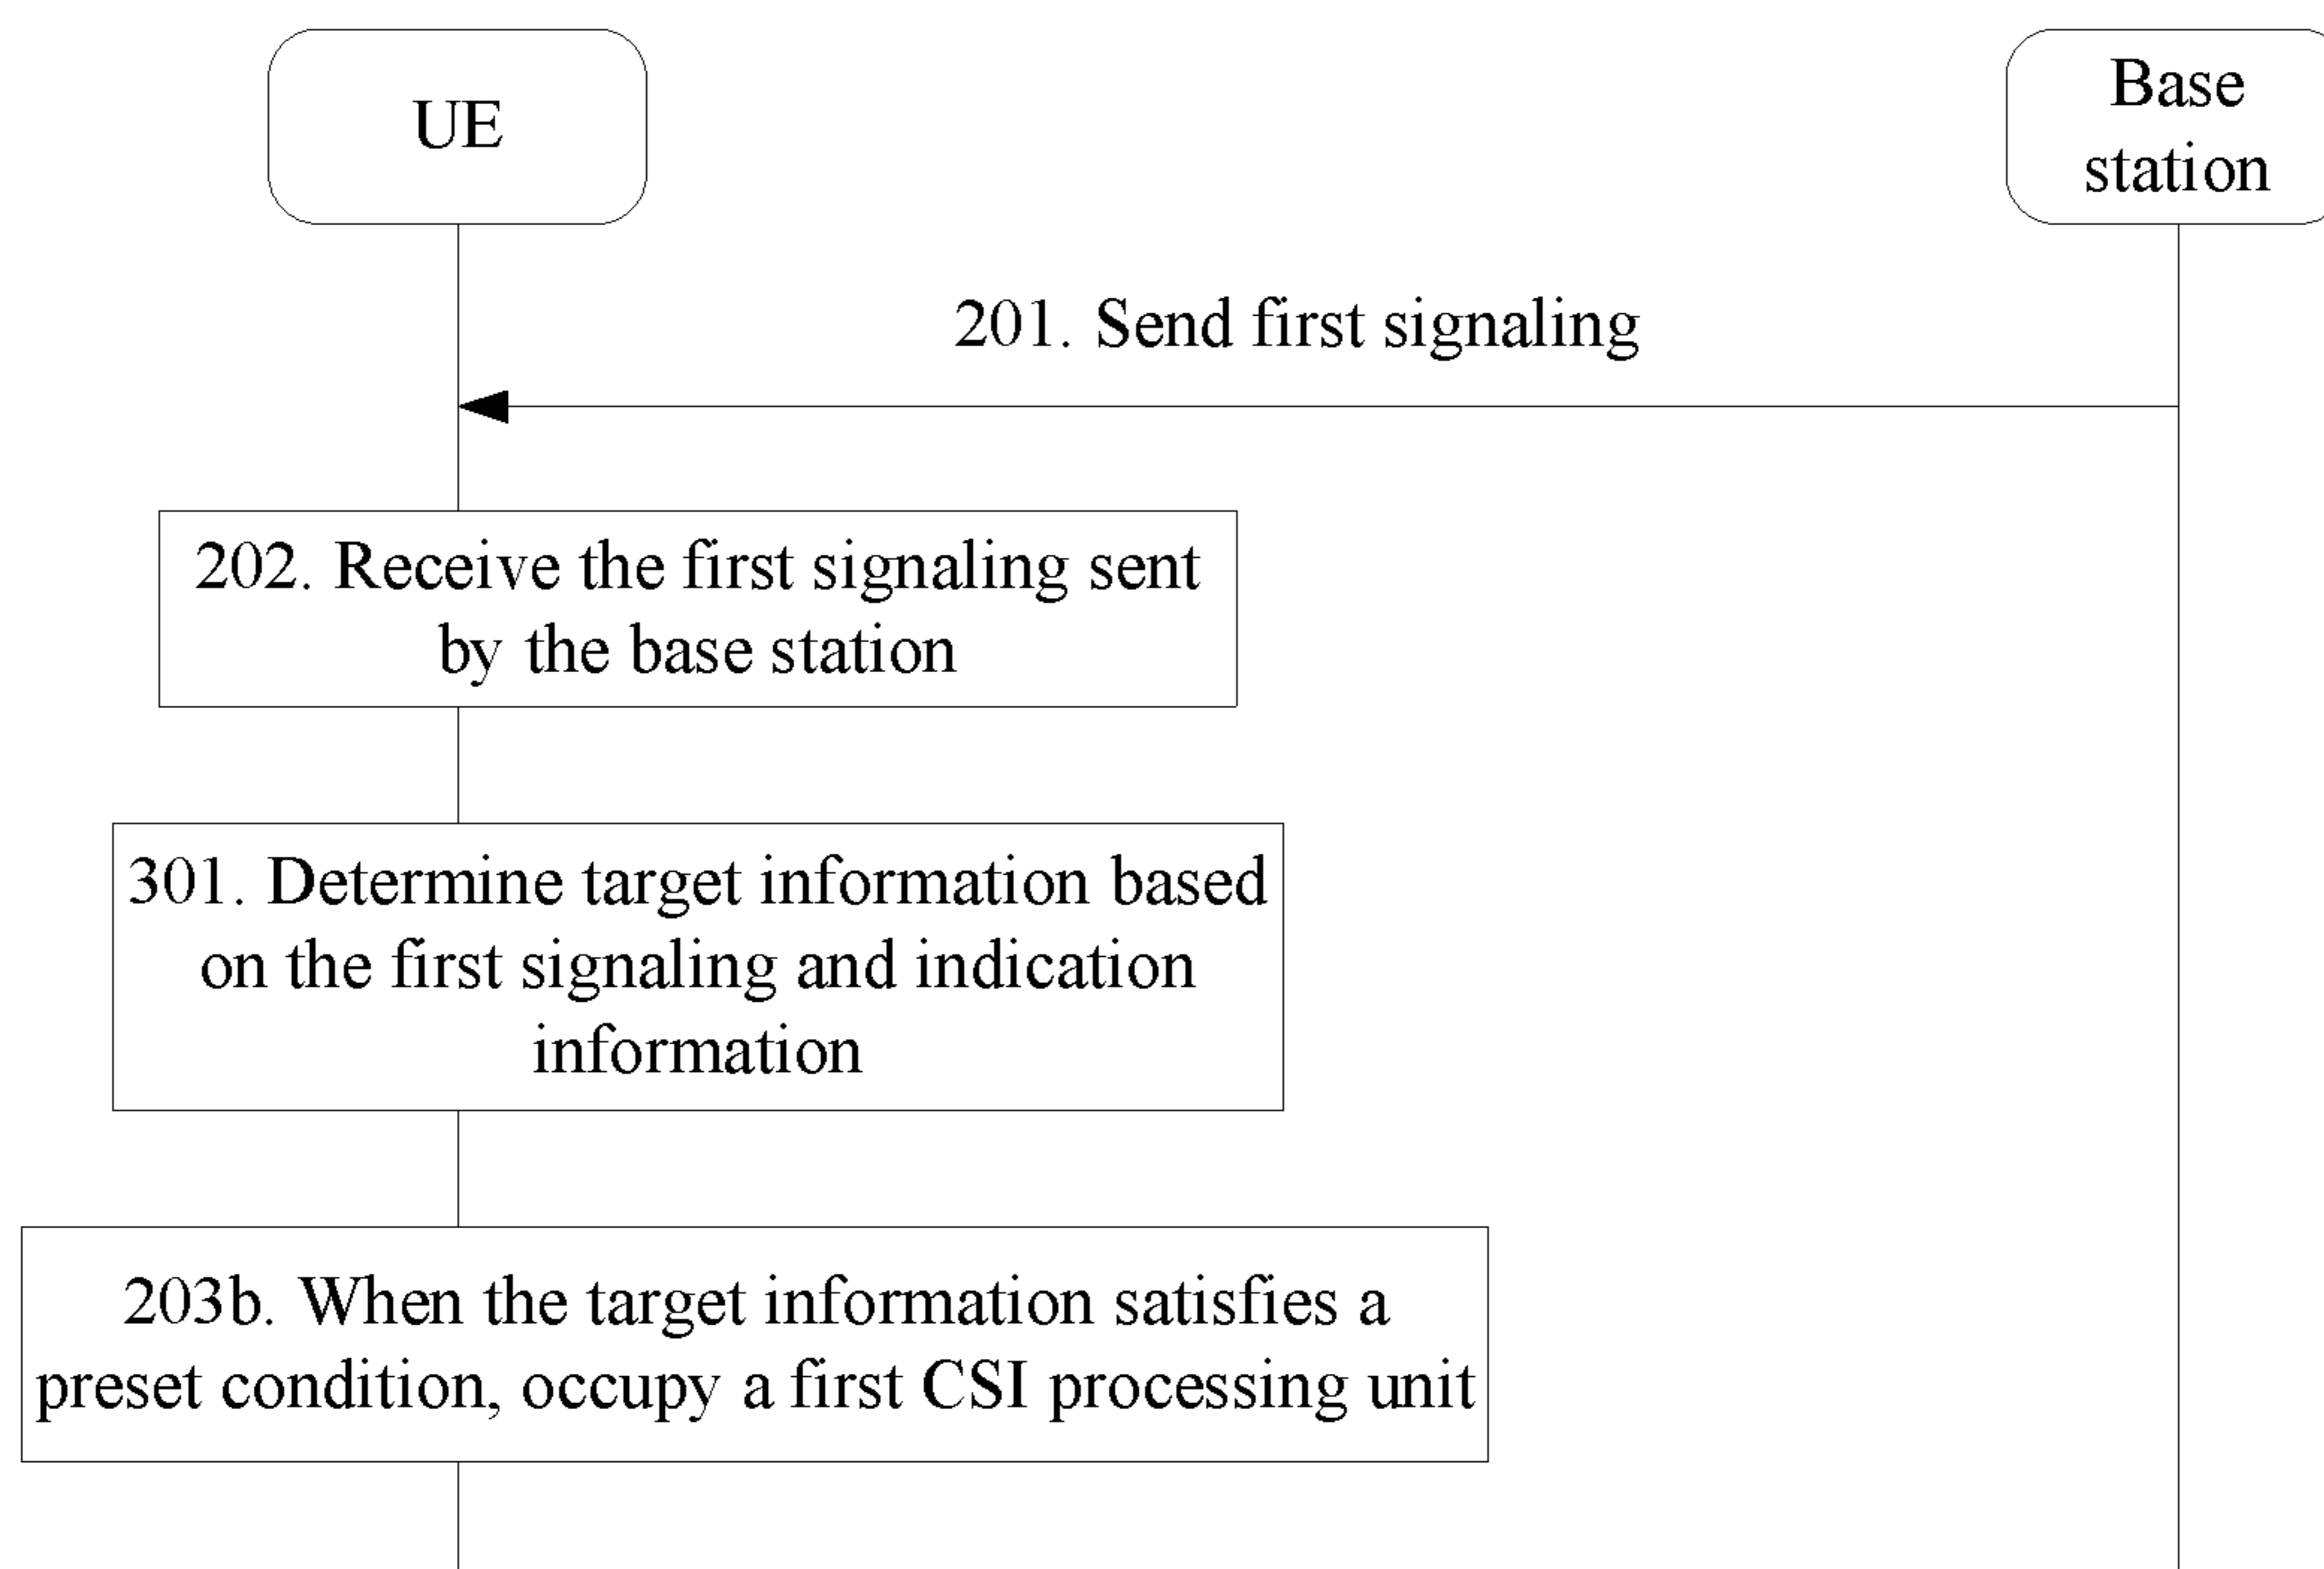 UE
Base
station
201. Send first signaling
202. Receive the first signaling sent
by the base station
301. Determine target information based
on the first signaling and indication
information
203b. When the target information satisfies a
preset condition, occupy a first CSI processing unit